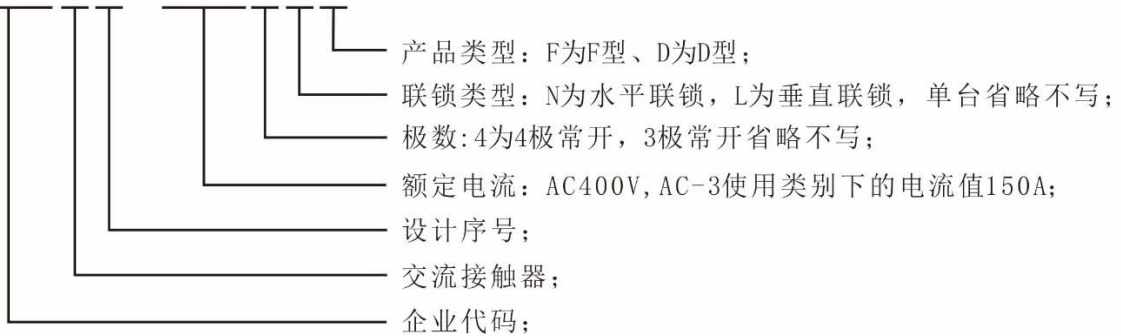 产品类型：F为F型、D为D型；
联锁类型：N为水平联锁，L为垂直联锁，单台省略不写；
极数:4为4极常开，3极常开省略不写；
额定电流：AC400V,AC-3使用类别下的电流值150A；
设计序号；
交流接触器；
企业代码；